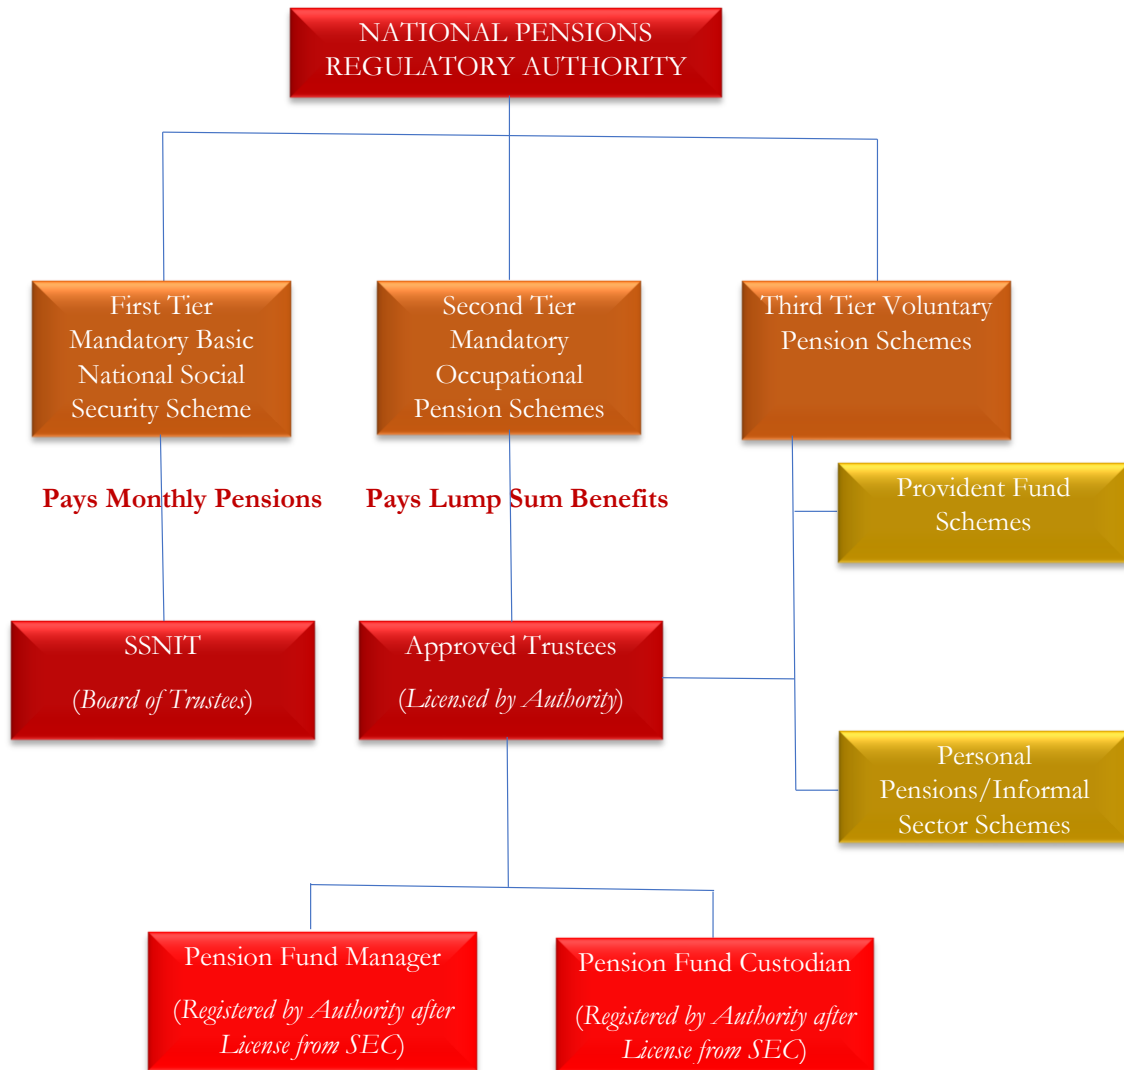 NATIONAL PENSIONS
REGULATORY AUTHORITY
First Tier
Mandatory Basic
National Social
Security Scheme
Second Tier
Mandatory
Occupational
Pension Schemes
Third Tier Voluntary
Pension Schemes
Pays Monthly Pensions
Pays Lump Sum Benefits
Provident Fund
Schemes
SSNIT
(Board of Trustees)
Approved Trustees
(Licensed by Authority)
Personal
Pensions/Informal
Sector Schemes
Pension Fund Manager
(Registered by Authority after
License from SEC)
Pension Fund Custodian
(Registered by Authority after
License from SEC)